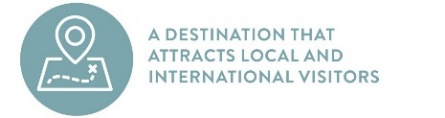 A DESTINATION THAT
ATTRACTS LOCAL AND
INTERNATIONAL VISITORS